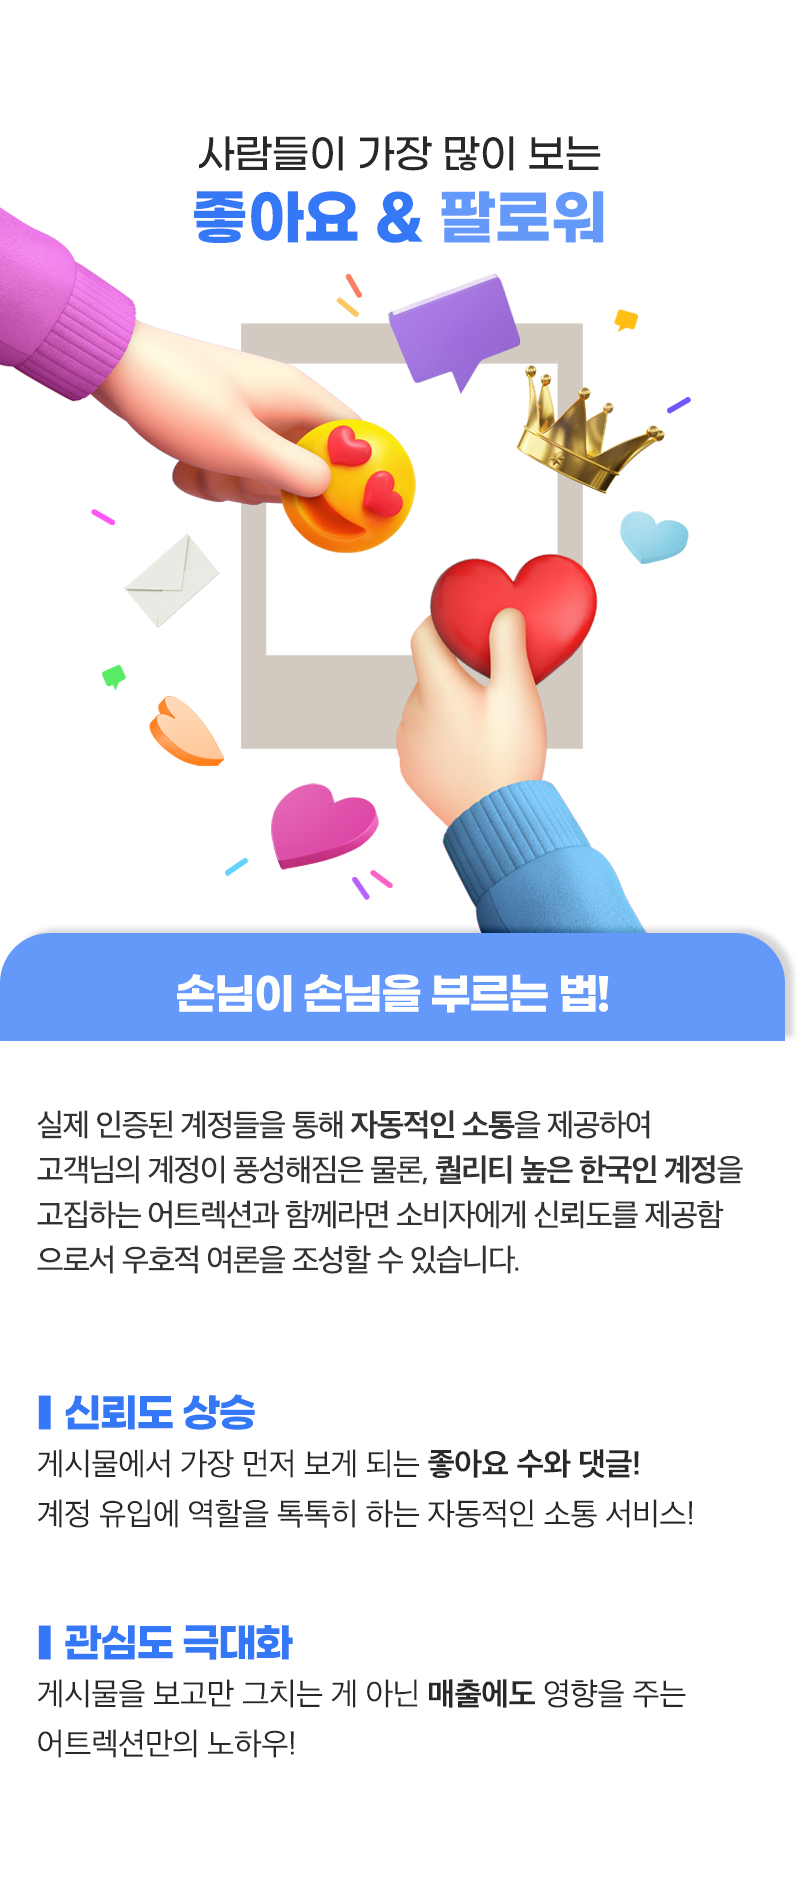 사람들이 가장 많이 보는
좋아요 & 팔로워
손님이 손님을 부르는 법!
실제 인증된 계정들을 통해 자동적인 소통을 제공하여
고객님의 계정이 풍성해짐은 물론, 퀄리티 높은 한국인 계정을
고집하는 어트렉션과 함께라면 소비자에게 신뢰도를 제공함
으로서 우호적 여론을 조성할 수 있습니다.
신뢰도 상승
게시물에서 가장 먼저 보게 되는 좋아요 수와 댓글!
계정 유입에 역할을 톡톡히 하는 자동적인 소통 서비스!
관심도 극대화
게시물을 보고만 그치는 게 아닌 매출에도 영향을 주는
어트렉션만의 노하우!